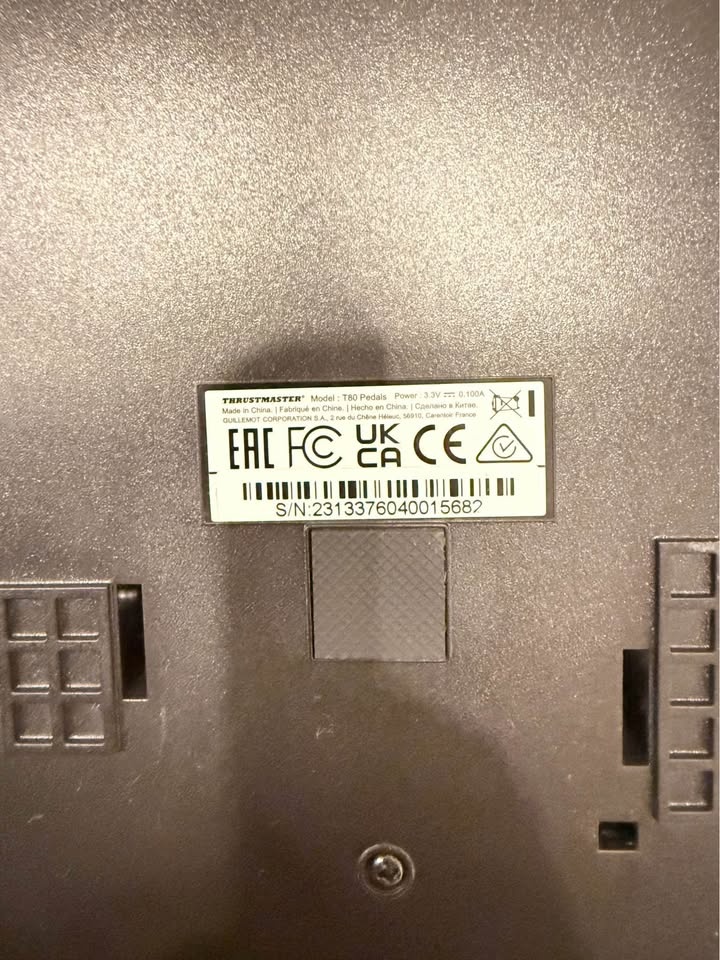 THRUSTMASTER® Model : T80 Pedals Power : 3.3V ⎓ 0.100A
Made in China. | Fabriqué en Chine. | Hecho en China. | Сделано в Китае.
GUILLEMOT CORPORATION S.A., 2 rue du Chêne Héleuc, 56910, Carentoir France
EAC FC UK CA CE
S/N:2313376040015682